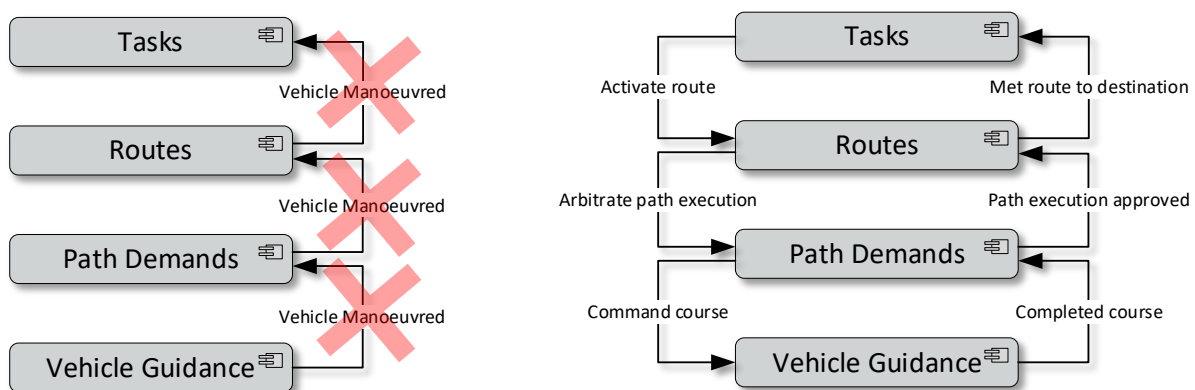 Tasks
Vehicle Manoeuvred
Routes
Vehicle Manoeuvred
Path Demands
Vehicle Manoeuvred
Vehicle Guidance
Tasks
Activate route
Met route to destination
Routes
Arbitrate path execution
Path execution approved
Path Demands
Command course
Completed course
Vehicle Guidance